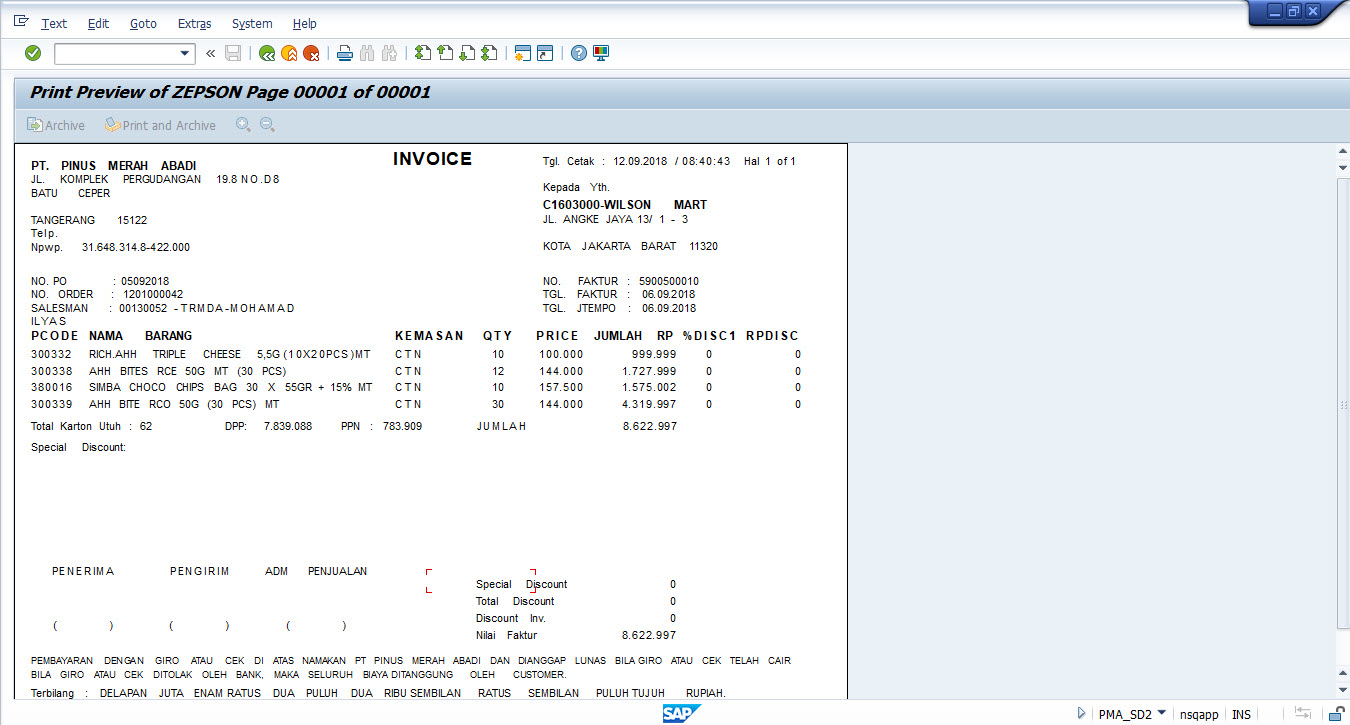 Text Edit Goto Extras System Help
«
Print Preview of ZEPSON Page 00001 of 00001
Archive Print and Archive
INVOICE
PT. PINUS MERAH ABADI
JL. KOMPLEK PERGUDANGAN 19.8 NO.D8
BATU CEPER
TANGERANG 15122
Telp.
Npwp. 31.648.314.8-422.000
Tgl. Cetak : 12.09.2018 / 08:40:43 Hal 1 of 1
Kepada Yth.
C1603000-WILSON MART
JL. ANGKE JAYA 13/ 1 - 3
KOTA JAKARTA BARAT 11320
NO. PO : 05092018
NO. ORDER : 1201000042
SALESMAN : 00130052 -TRMDA-MOHAMAD
ILYAS
NO. FAKTUR : 5900500010
TGL. FAKTUR : 06.09.2018
TGL. JTEMPO : 06.09.2018
PCODE NAMA BARANG KEMASAN QTY PRICE JUMLAH RP %DISC1 RPDISC
300332 RICH.AHH TRIPLE CHEESE 5,5G(10X20PCS)MT CTN 10 100.000 999.999 0 0
300338 AHH BITES RCE 50G MT (30 PCS) CTN 12 144.000 1.727.999 0 0
380016 SIMBA CHOCO CHIPS BAG 30 X 55GR + 15% MT CTN 10 157.500 1.575.002 0 0
300339 AHH BITE RCO 50G (30 PCS) MT CTN 30 144.000 4.319.997 0 0
Total Karton Utuh : 62 DPP: 7.839.088 PPN : 783.909 JUMLAH 8.622.997
Special Discount:
PENERIMA PENGIRIM ADM PENJUALAN
( ) ( ) ( )
Special Discount 0
Total Discount 0
Discount Inv. 0
Nilai Faktur 8.622.997
PEMBAYARAN DENGAN GIRO ATAU CEK DI ATAS NAMAKAN PT PINUS MERAH ABADI DAN DIANGGAP LUNAS BILA GIRO ATAU CEK TELAH CAIR
BILA GIRO ATAU CEK DITOLAK OLEH BANK, MAKA SELURUH BIAYA DITANGGUNG OLEH CUSTOMER.
Terbilang : DELAPAN JUTA ENAM RATUS DUA PULUH DUA RIBU SEMBILAN RATUS SEMBILAN PULUH TUJUH RUPIAH.
SAP PMA_SD2 nsqapp INS